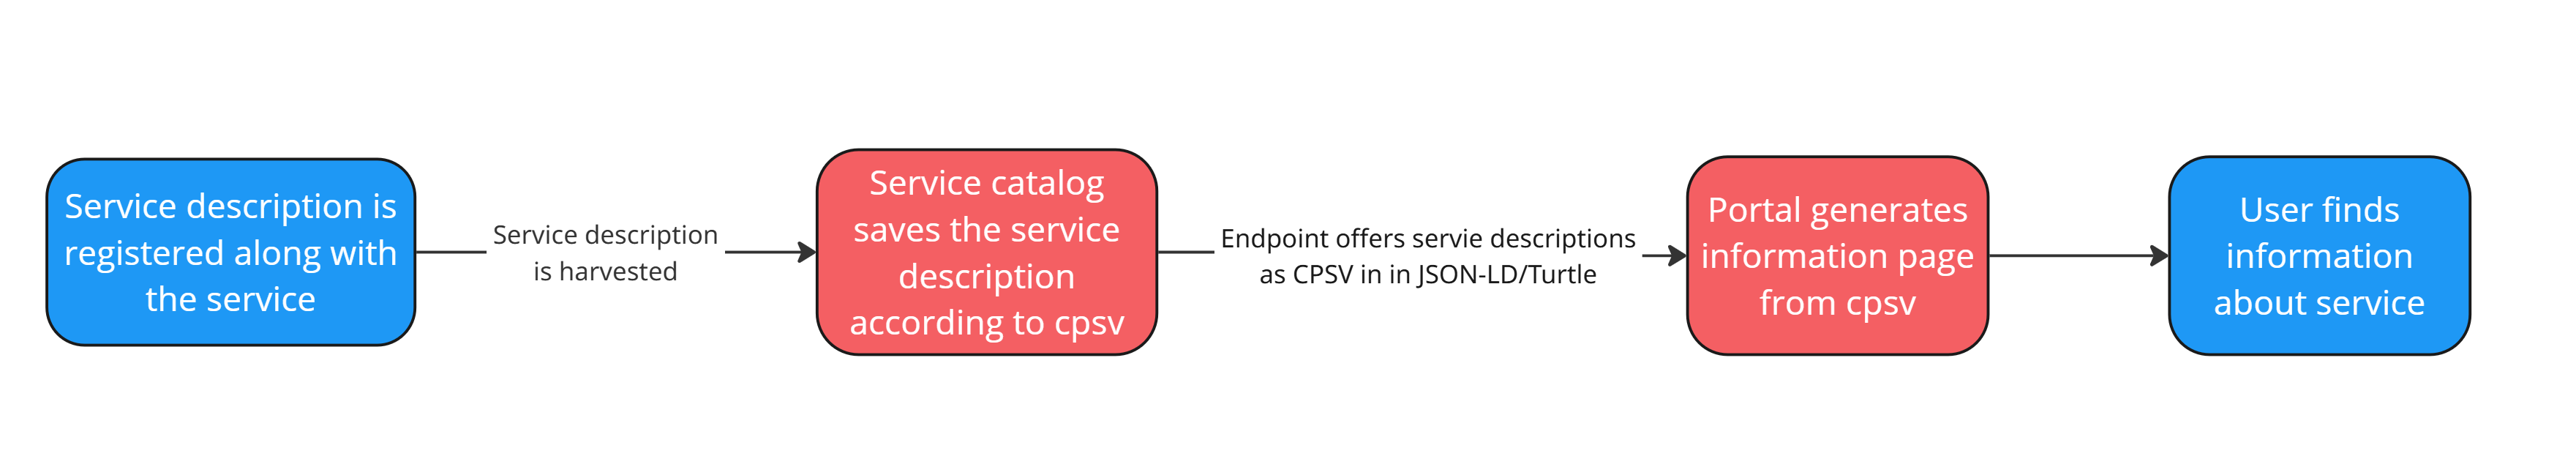 Service description is
registered along with
the service
Service description
is harvested
Service catalog
saves the service
description
according to cpsv
Endpoint offers servie descriptions
as CPSV in in JSON-LD/Turtle
Portal generates
information page
from cpsv
User finds
information
about service